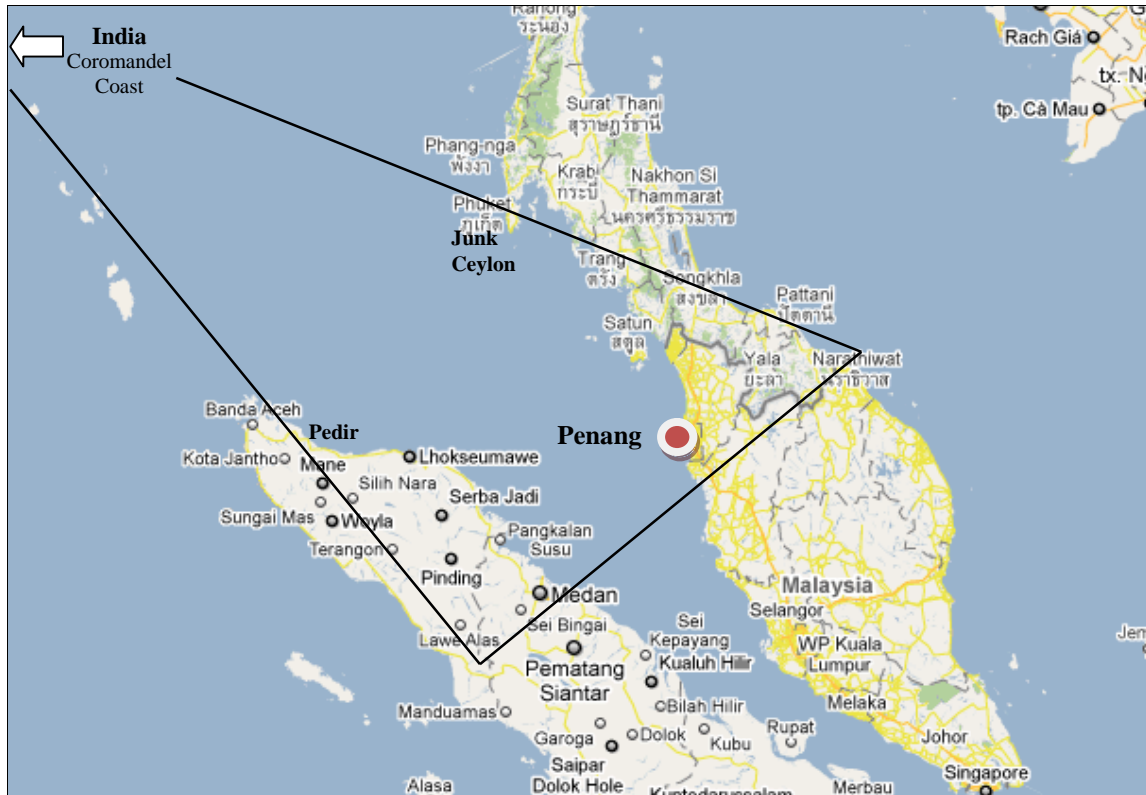 Ranong
ระนอง
India
Coromandel
Coast
Rach Giá
tx. N
tp. Cà Mau
Surat Thani
สุราษฎร์ธานี
Phang-nga
พังงา
Krabi
กระบี่
Nakhon Si
Thammarat
นครศรีธรรมราช
Phuket
ภูเก็ต
Junk
Ceylon
Trang
ตรัง
Songkhla
สงขลา
Pattani
ปัตตานี
Satun
สตูล
Yala
ยะลา
Narathiwat
นราธิวาส
Banda Aceh
Pedir
Penang
Kota Jantho
Mane
Lhokseumawe
Silih Nara
Serba Jadi
Sungai Mas
Woyla
Pangkalan
Susu
Terangon
Pinding
Malaysia
Medan
Selangor
Sei Bingai
Lawe Alas
Sei
Kepayang
WP Kuala
Lumpur
Pematang
Siantar
Kualuh Hilir
Melaka
Manduamas
Bilah Hilir
Rupat
Garoga
Dolok
Kubu
Johor
Saipar
Dolok Hole
Singapore
Alasa
Merbau